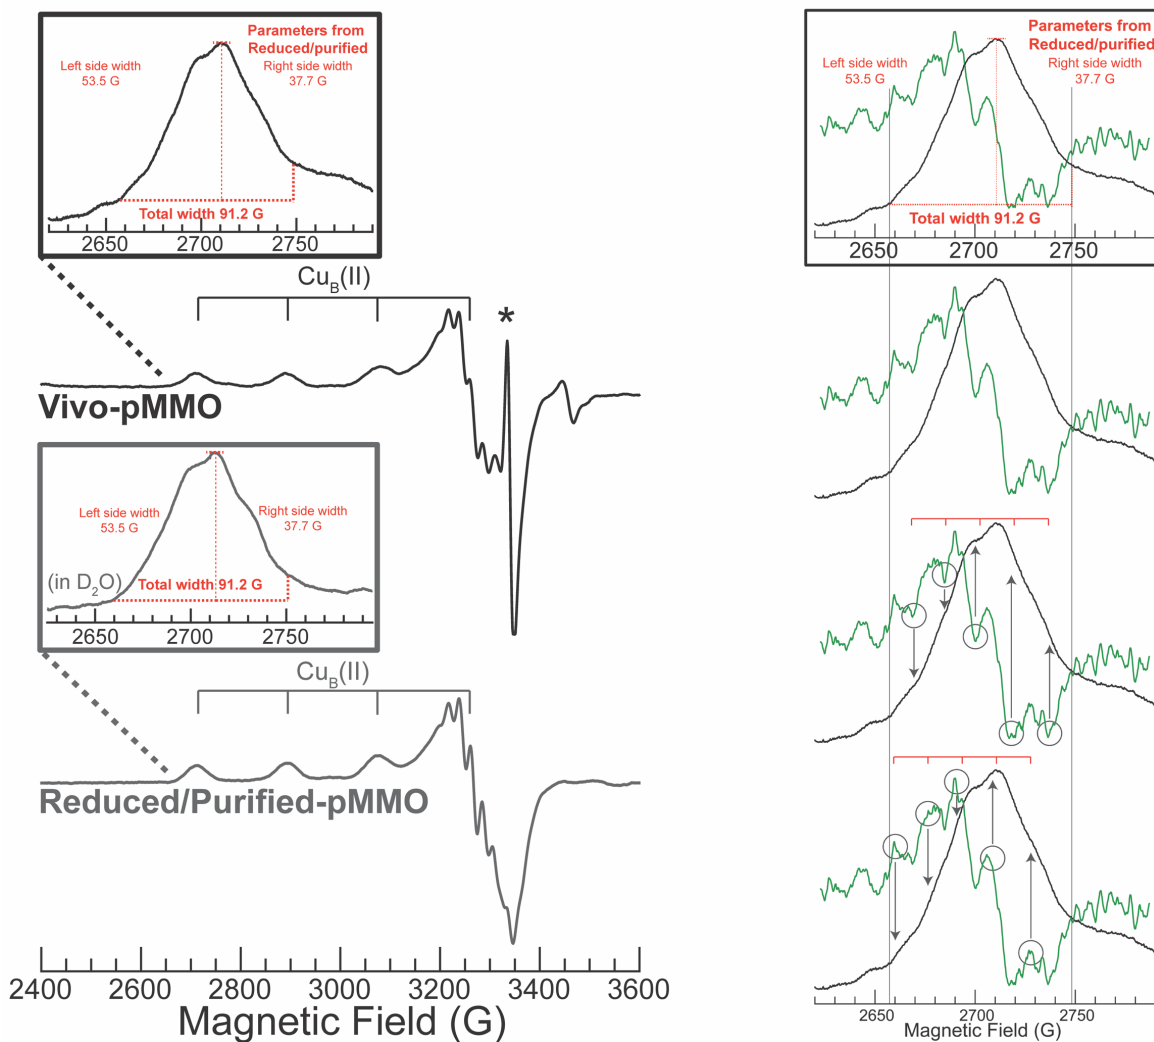 Parameters from
Reduced/purified
Left side width
53.5 G
Right side width
37.7 G
Total width 91.2 G
2650 2700 2750
CuB(II)
*
Vivo-pMMO
Left side width
53.5 G
Right side width
37.7 G
(in D2O)
Total width 91.2 G
2650 2700 2750
CuB(II)
Reduced/Purified-pMMO
2400 2600 2800 3000 3200 3400 3600
Magnetic Field (G)
Parameters from
Reduced/purified
Left side width
53.5 G
Right side width
37.7 G
Total width 91.2 G
2650 2700 2750
2650 2700 2750
Magnetic Field (G)